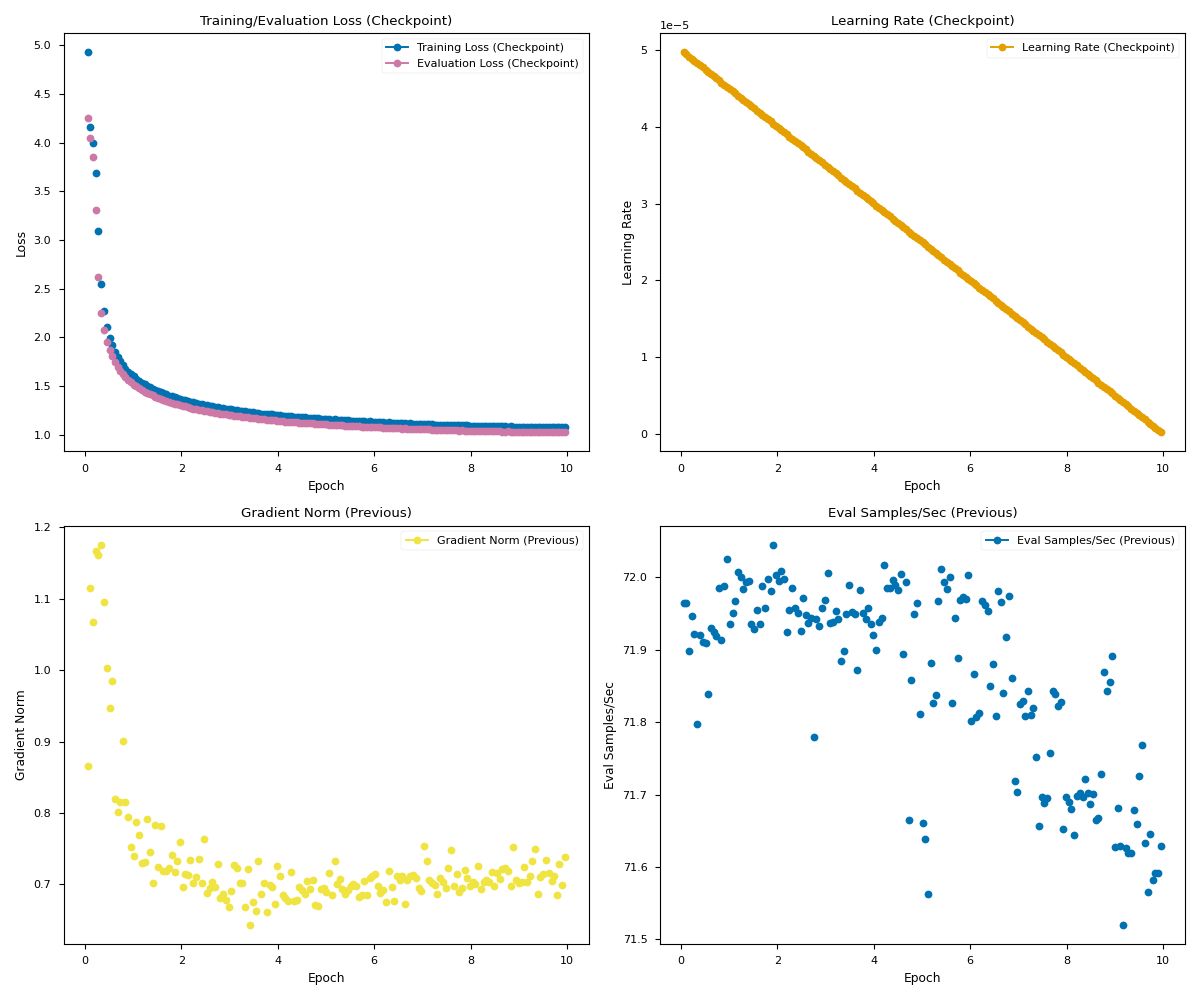 Training/Evaluation Loss (Checkpoint)
Training Loss (Checkpoint)
Evaluation Loss (Checkpoint)
Loss
5.0
4.5
4.0
3.5
3.0
2.5
2.0
1.5
1.0
0 2 4 6 8 10
Epoch
Learning Rate (Checkpoint)
1e−5
Learning Rate (Checkpoint)
Learning Rate
5
4
3
2
1
0
0 2 4 6 8 10
Epoch
Gradient Norm (Previous)
Gradient Norm (Previous)
Gradient Norm
1.2
1.1
1.0
0.9
0.8
0.7
0 2 4 6 8 10
Epoch
Eval Samples/Sec (Previous)
Eval Samples/Sec (Previous)
Eval Samples/Sec
72.0
71.9
71.8
71.7
71.6
71.5
0 2 4 6 8 10
Epoch